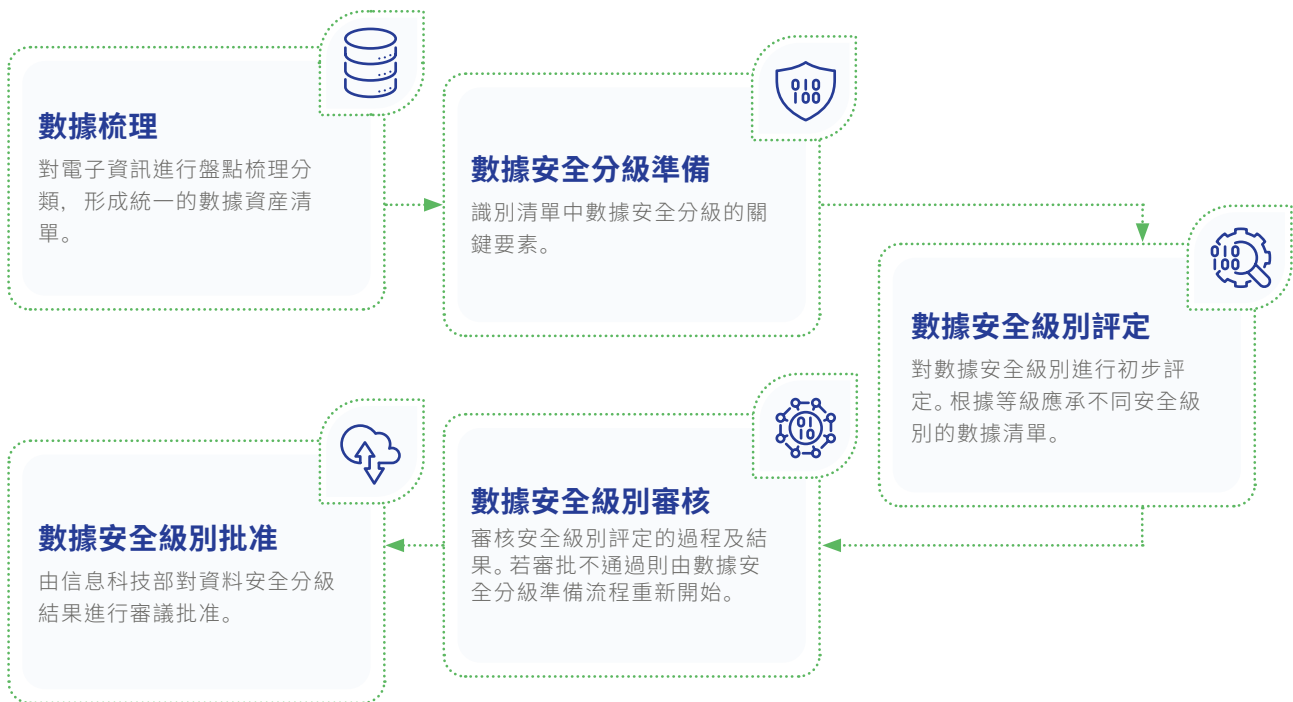 數據梳理
對電子資訊進行盤點梳理分
類，形成統一的數據資産清
單。
數據安全分級準備
識別清單中數據安全分級的關
鍵要素。
數據安全級別評定
對數據安全級別進行初步評
定。根據等級應承不同安全級
別的數據清單。
數據安全級別審核
審核安全級別評定的過程及結
果。若審批不通過則由數據安
全分級準備流程重新開始。
數據安全級別批准
由信息科技部對資料安全分級
結果進行審議批准。
010
100
010
100
01
10